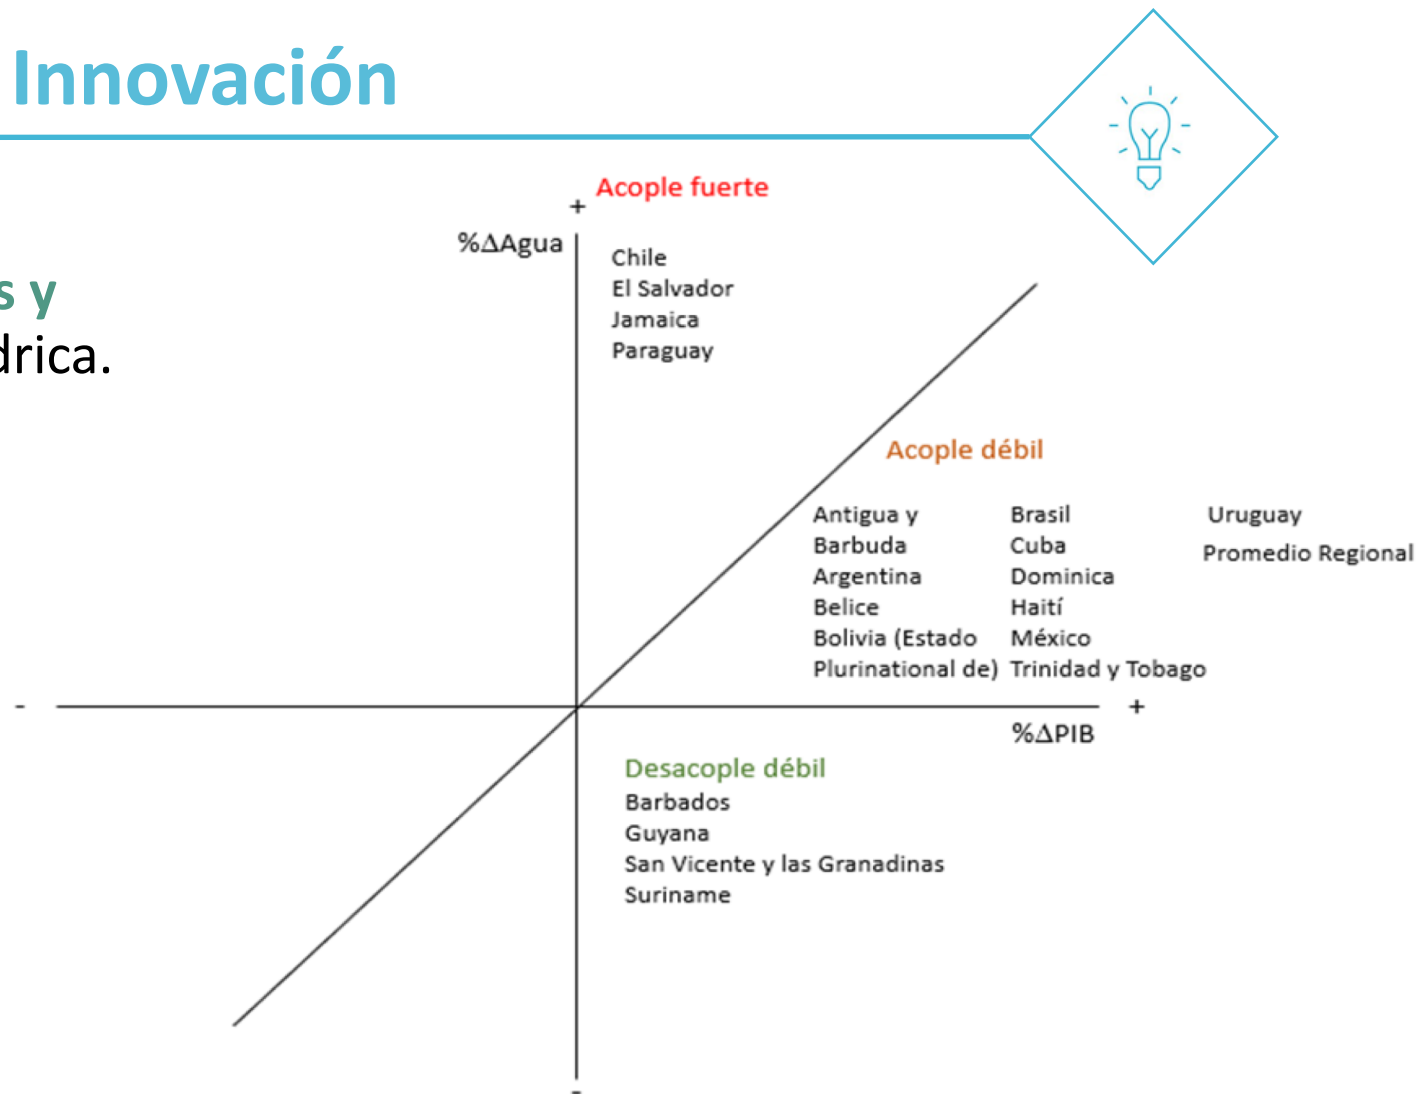 Innovación
s y
drica.
Acople fuerte
+
%∆Agua
Chile
El Salvador
Jamaica
Paraguay
Acople débil
Antigua y
Barbuda
Argentina
Belice
Bolivia (Estado
Plurinational de)
Brasil
Cuba
Dominica
Haití
México
Trinidad y Tobago
Uruguay
Promedio Regional
-
+
%∆PIB
Desacople débil
Barbados
Guyana
San Vicente y las Granadinas
Suriname
-